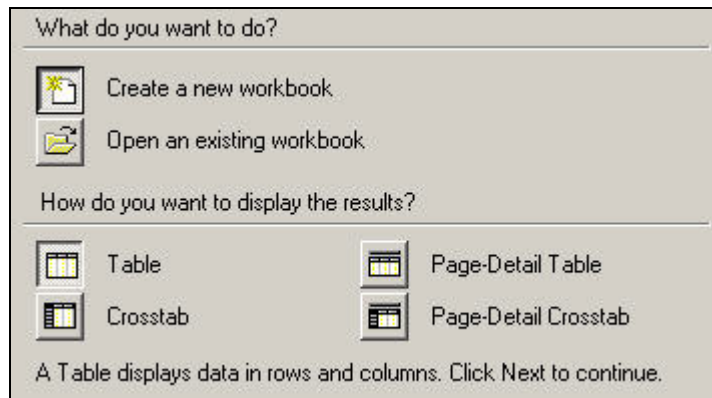 What do you want to do?
Create a new workbook
Open an existing workbook
How do you want to display the results?
Table
Page-Detail Table
Crosstab
Page-Detail Crosstab
A Table displays data in rows and columns. Click Next to continue.